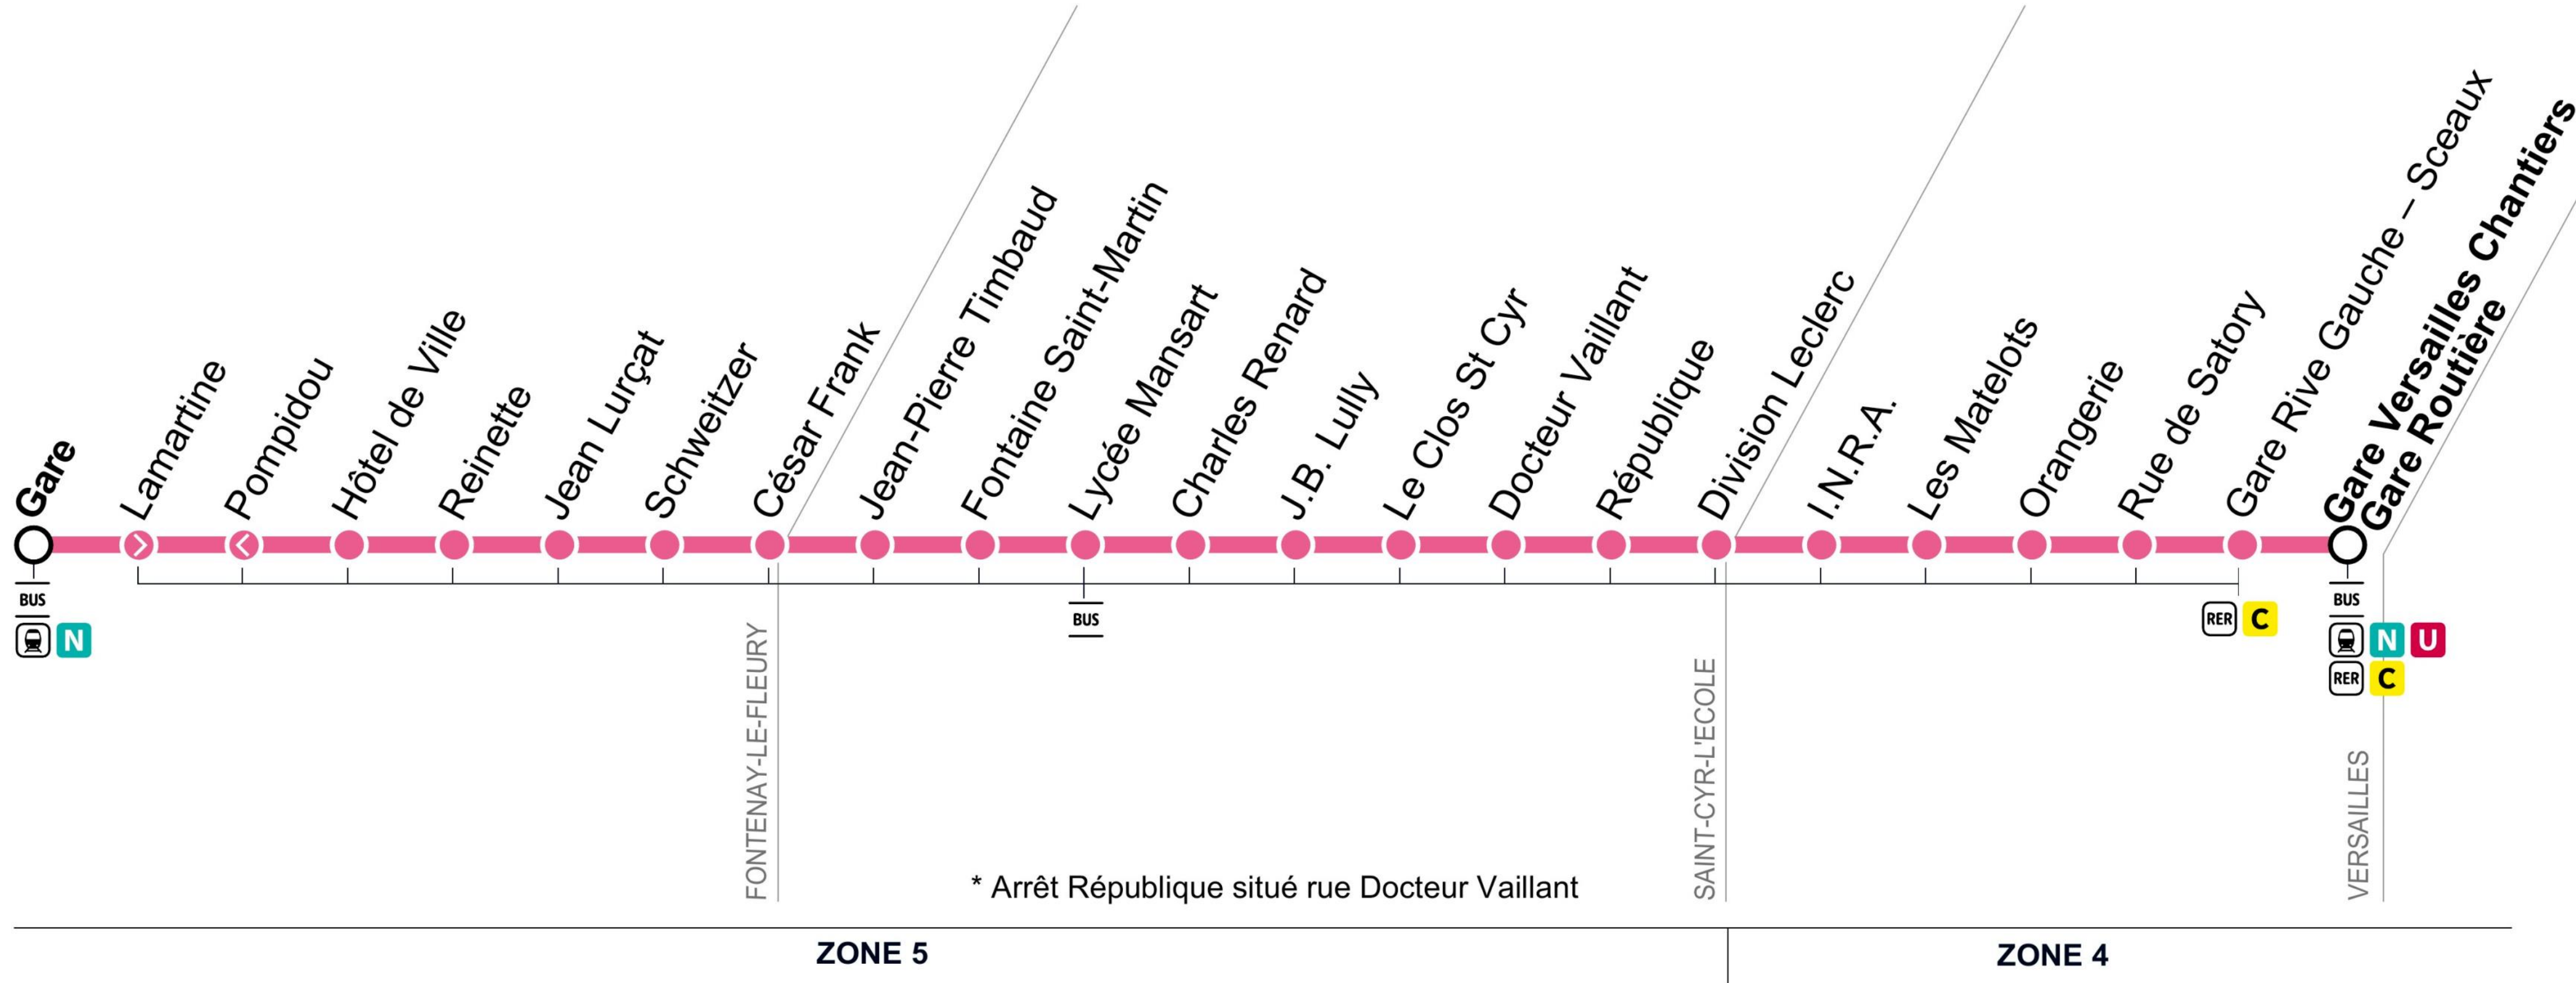 Gare
Lamartine
Pompidou
Hôtel de Ville
Reinette
Jean Lurçat
Schweitzer
César Frank
Jean-Pierre Timbaud
Fontaine Saint-Martin
Lycée Mansart
Charles Renard
J.B. Lully
Le Clos St Cyr
Docteur Vaillant
République
Division Leclerc
I.N.R.A.
Les Matelots
Orangerie
Rue de Satory
Gare Rive Gauche – Sceaux
Gare Versailles Chantiers
Gare Routière
BUS
N
BUS
RER C
BUS
N U
RER C
FONTENAY-LE-FLEURY
SAINT-CYR-L'ECOLE
VERSAILLES
* Arrêt République situé rue Docteur Vaillant
ZONE 5
ZONE 4